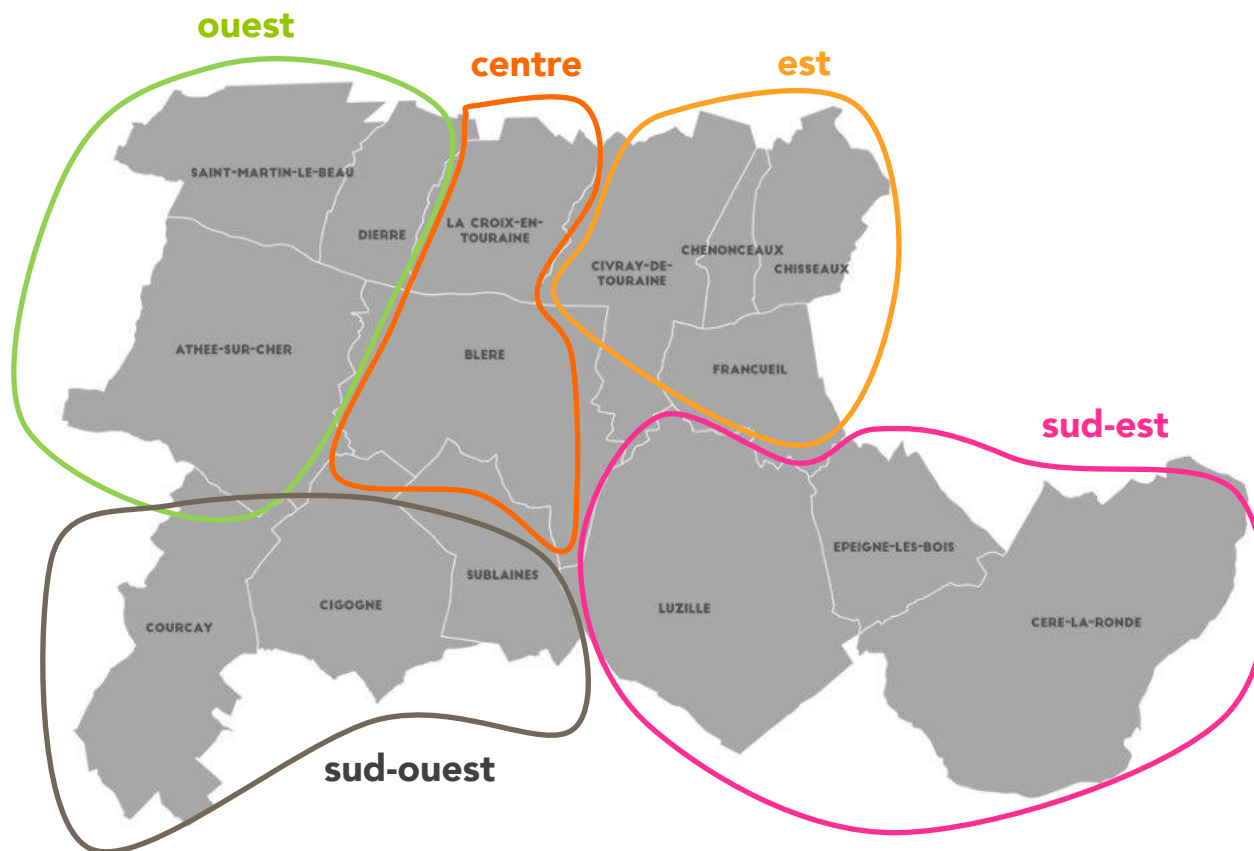 ouest
centre
est
SAINT-MARTIN-LE-BEAU
DIERRE
LA CROIX-EN-
TOURAINE
CIVRAY-DE-
TOURAINE
CHENONCEAUX
CHISSEAUX
ATHEE-SUR-CHER
BLERE
FRANCUEIL
sud-est
EPEIGNE-LES-BOIS
SUBLAINES
CIGOGNE
LUZILLE
COURCAY
CERE-LA-RONDE
sud-ouest